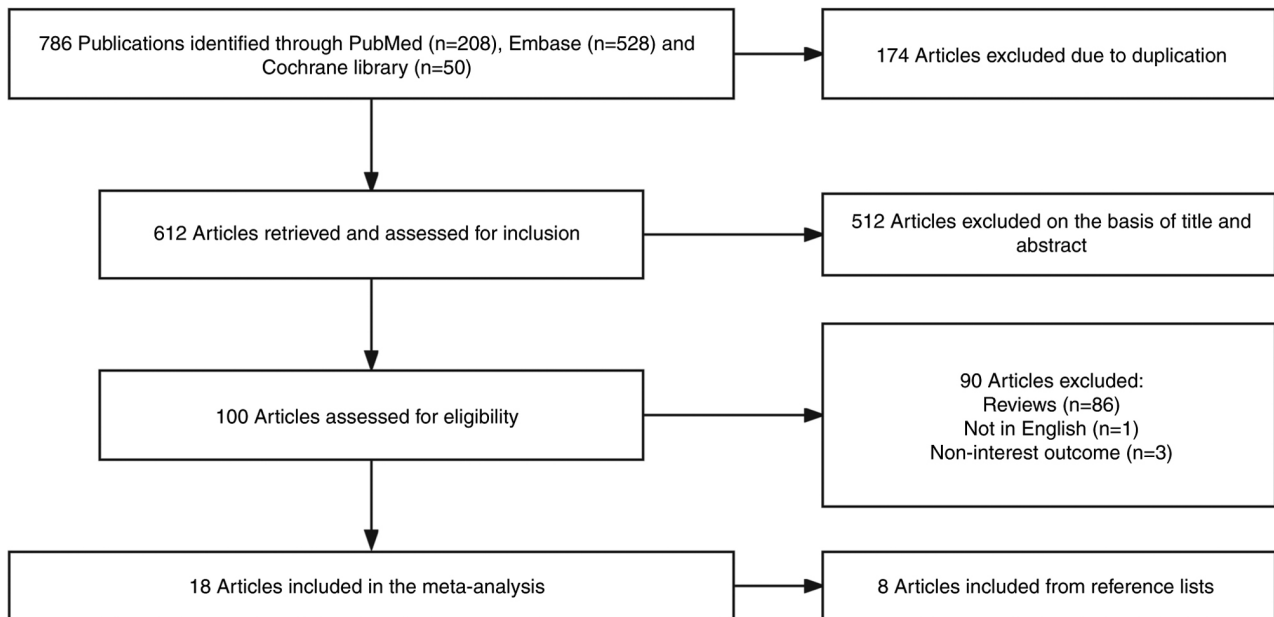 786 Publications identified through PubMed (n=208), Embase (n=528) and
Cochrane library (n=50)
174 Articles excluded due to duplication
612 Articles retrieved and assessed for inclusion
512 Articles excluded on the basis of title and
abstract
100 Articles assessed for eligibility
90 Articles excluded:
Reviews (n=86)
Not in English (n=1)
Non-interest outcome (n=3)
18 Articles included in the meta-analysis
8 Articles included from reference lists